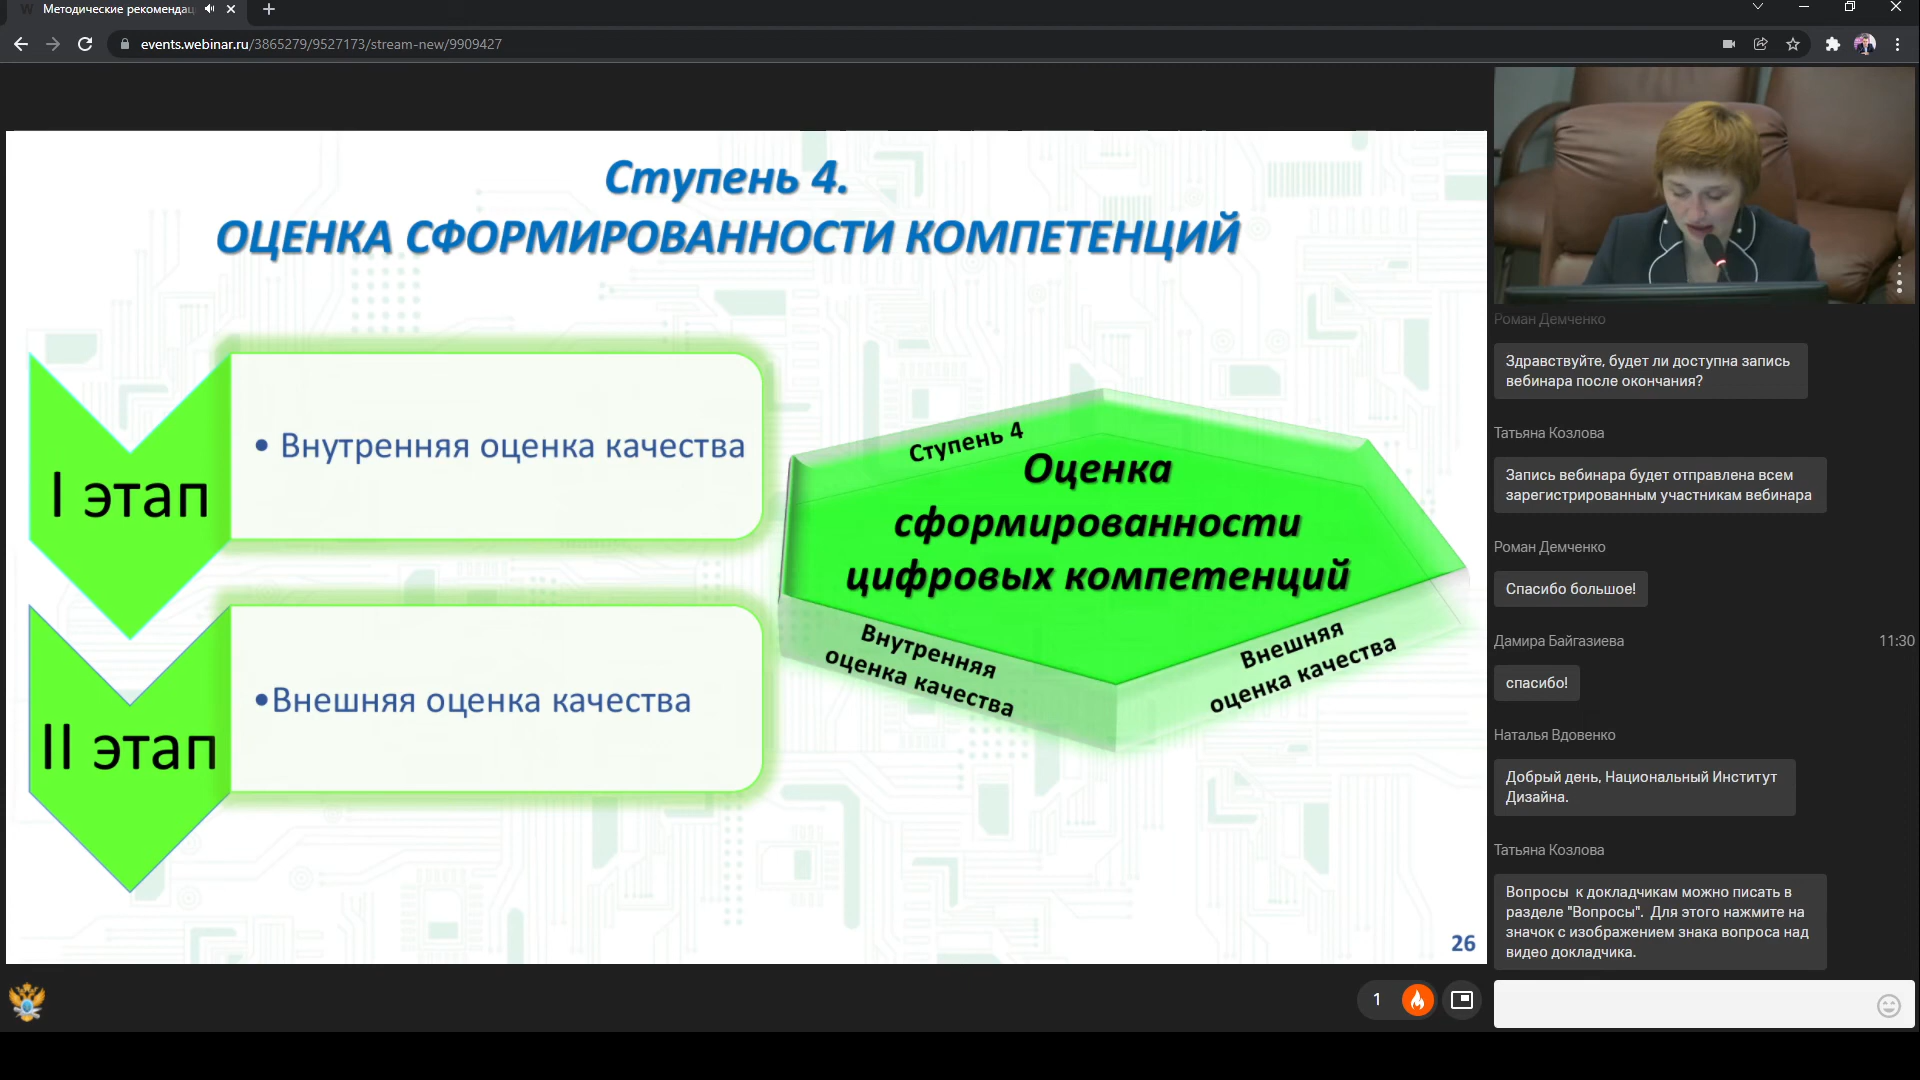 Методические рекомендац
events.webinar.ru/3865279/9527173/stream-new/9909427
Ступень 4.
ОЦЕНКА СФОРМИРОВАННОСТИ КОМПЕТЕНЦИЙ
I этап
• Внутренняя оценка качества
II этап
•Внешняя оценка качества
Ступень 4
Оценка
сформированности
цифровых компетенций
Внутренняя
оценка качества
Внешняя
оценка качества
26
1
Роман Демченко
Здравствуйте, будет ли доступна запись
вебинара после окончания?
Татьяна Козлова
Запись вебинара будет отправлена всем
зарегистрированным участникам вебинара
Роман Демченко
Спасибо большое!
Дамира Байгазиева 11:30
спасибо!
Наталья Вдовенко
Добрый день, Национальный Институт
Дизайна.
Татьяна Козлова
Вопросы к докладчикам можно писать в
разделе "Вопросы". Для этого нажмите на
значок с изображением знака вопроса над
видео докладчика.